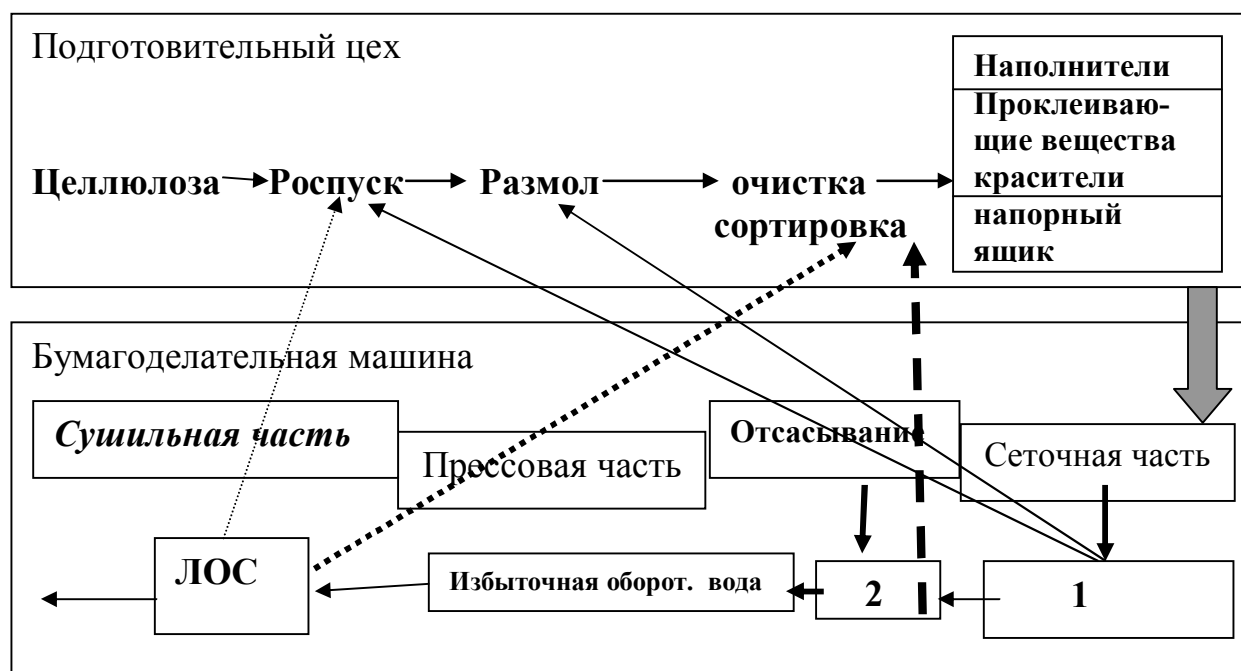 Подготовительный цех
Наполнители
Проклеиваю-
щие вещества
красители
напорный
ящик
Целлюлоза
Роспуск
Размол
очистка
сортировка
Бумагоделательная машина
Сушильная часть
Прессовая часть
Отсасывание
Сеточная часть
ЛОС
Избыточная оборот. вода
2
1